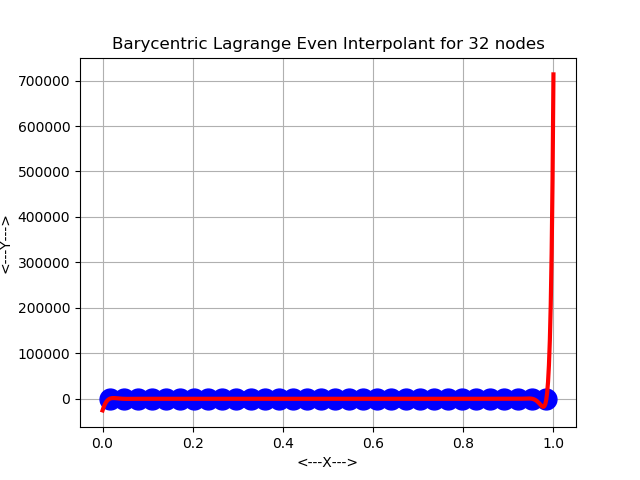 Barycentric Lagrange Even Interpolant for 32 nodes
700000
600000
500000
400000
300000
200000
100000
0
<---Y--->
0.0 0.2 0.4 0.6 0.8 1.0
<---X--->